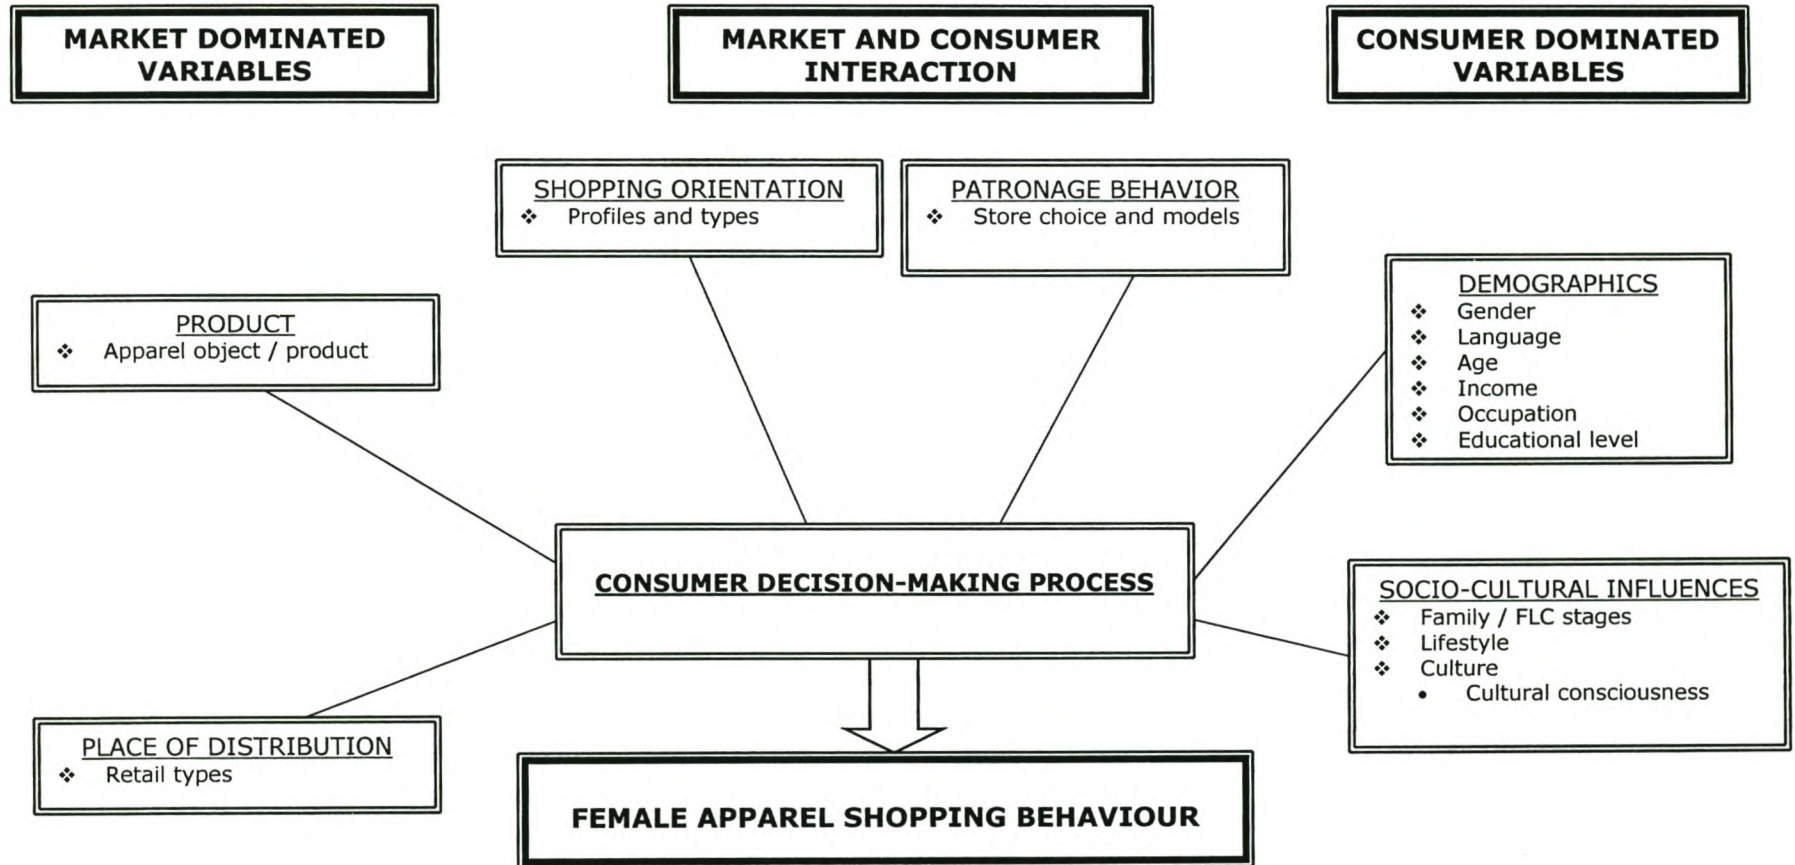 MARKET DOMINATED
VARIABLES
MARKET AND CONSUMER
INTERACTION
CONSUMER DOMINATED
VARIABLES
SHOPPING ORIENTATION
❖ Profiles and types
PATRONAGE BEHAVIOR
❖ Store choice and models
PRODUCT
❖ Apparel object / product
DEMOGRAPHICS
❖ Gender
❖ Language
❖ Age
❖ Income
❖ Occupation
❖ Educational level
CONSUMER DECISION-MAKING PROCESS
SOCIO-CULTURAL INFLUENCES
❖ Family / FLC stages
❖ Lifestyle
❖ Culture
• Cultural consciousness
PLACE OF DISTRIBUTION
❖ Retail types
FEMALE APPAREL SHOPPING BEHAVIOUR